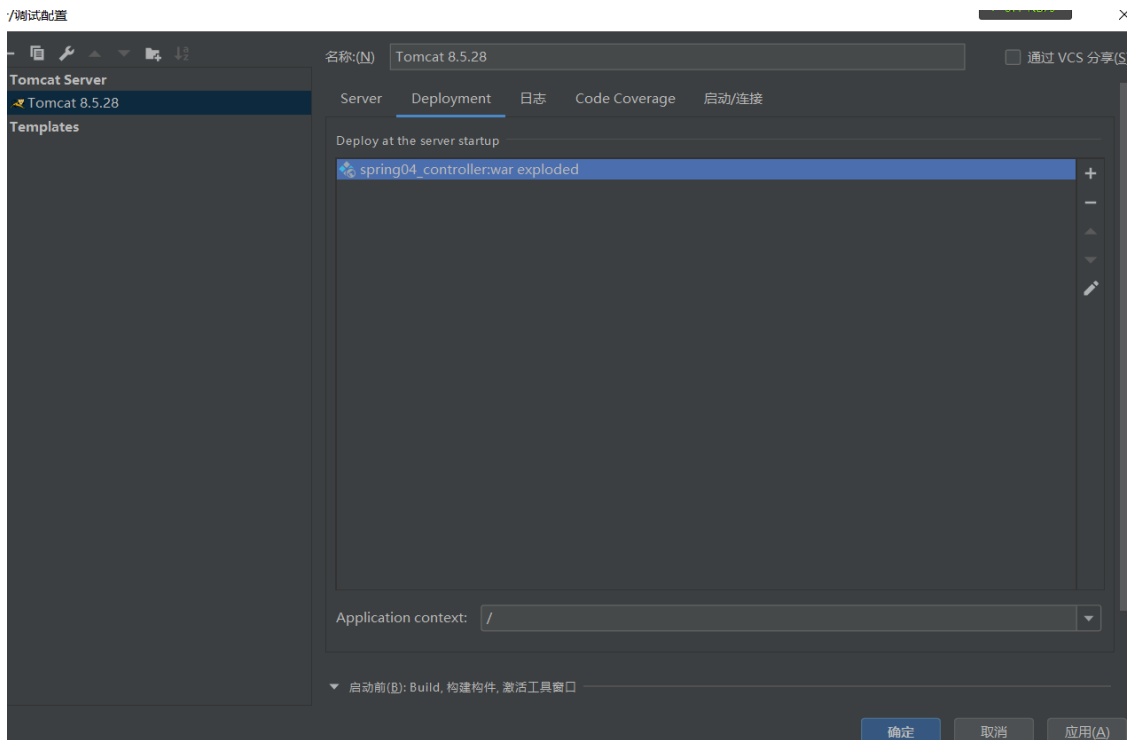 /调试配置
名称:(N) Tomcat 8.5.28 通过 VCS 分享(S
Tomcat Server
Tomcat 8.5.28
Templates
Server Deployment 日志 Code Coverage 启动/连接
Deploy at the server startup
spring04_controller:war exploded
Application context: /
启动前(B): Build, 构建构件, 激活工具窗口
确定 取消 应用(A)